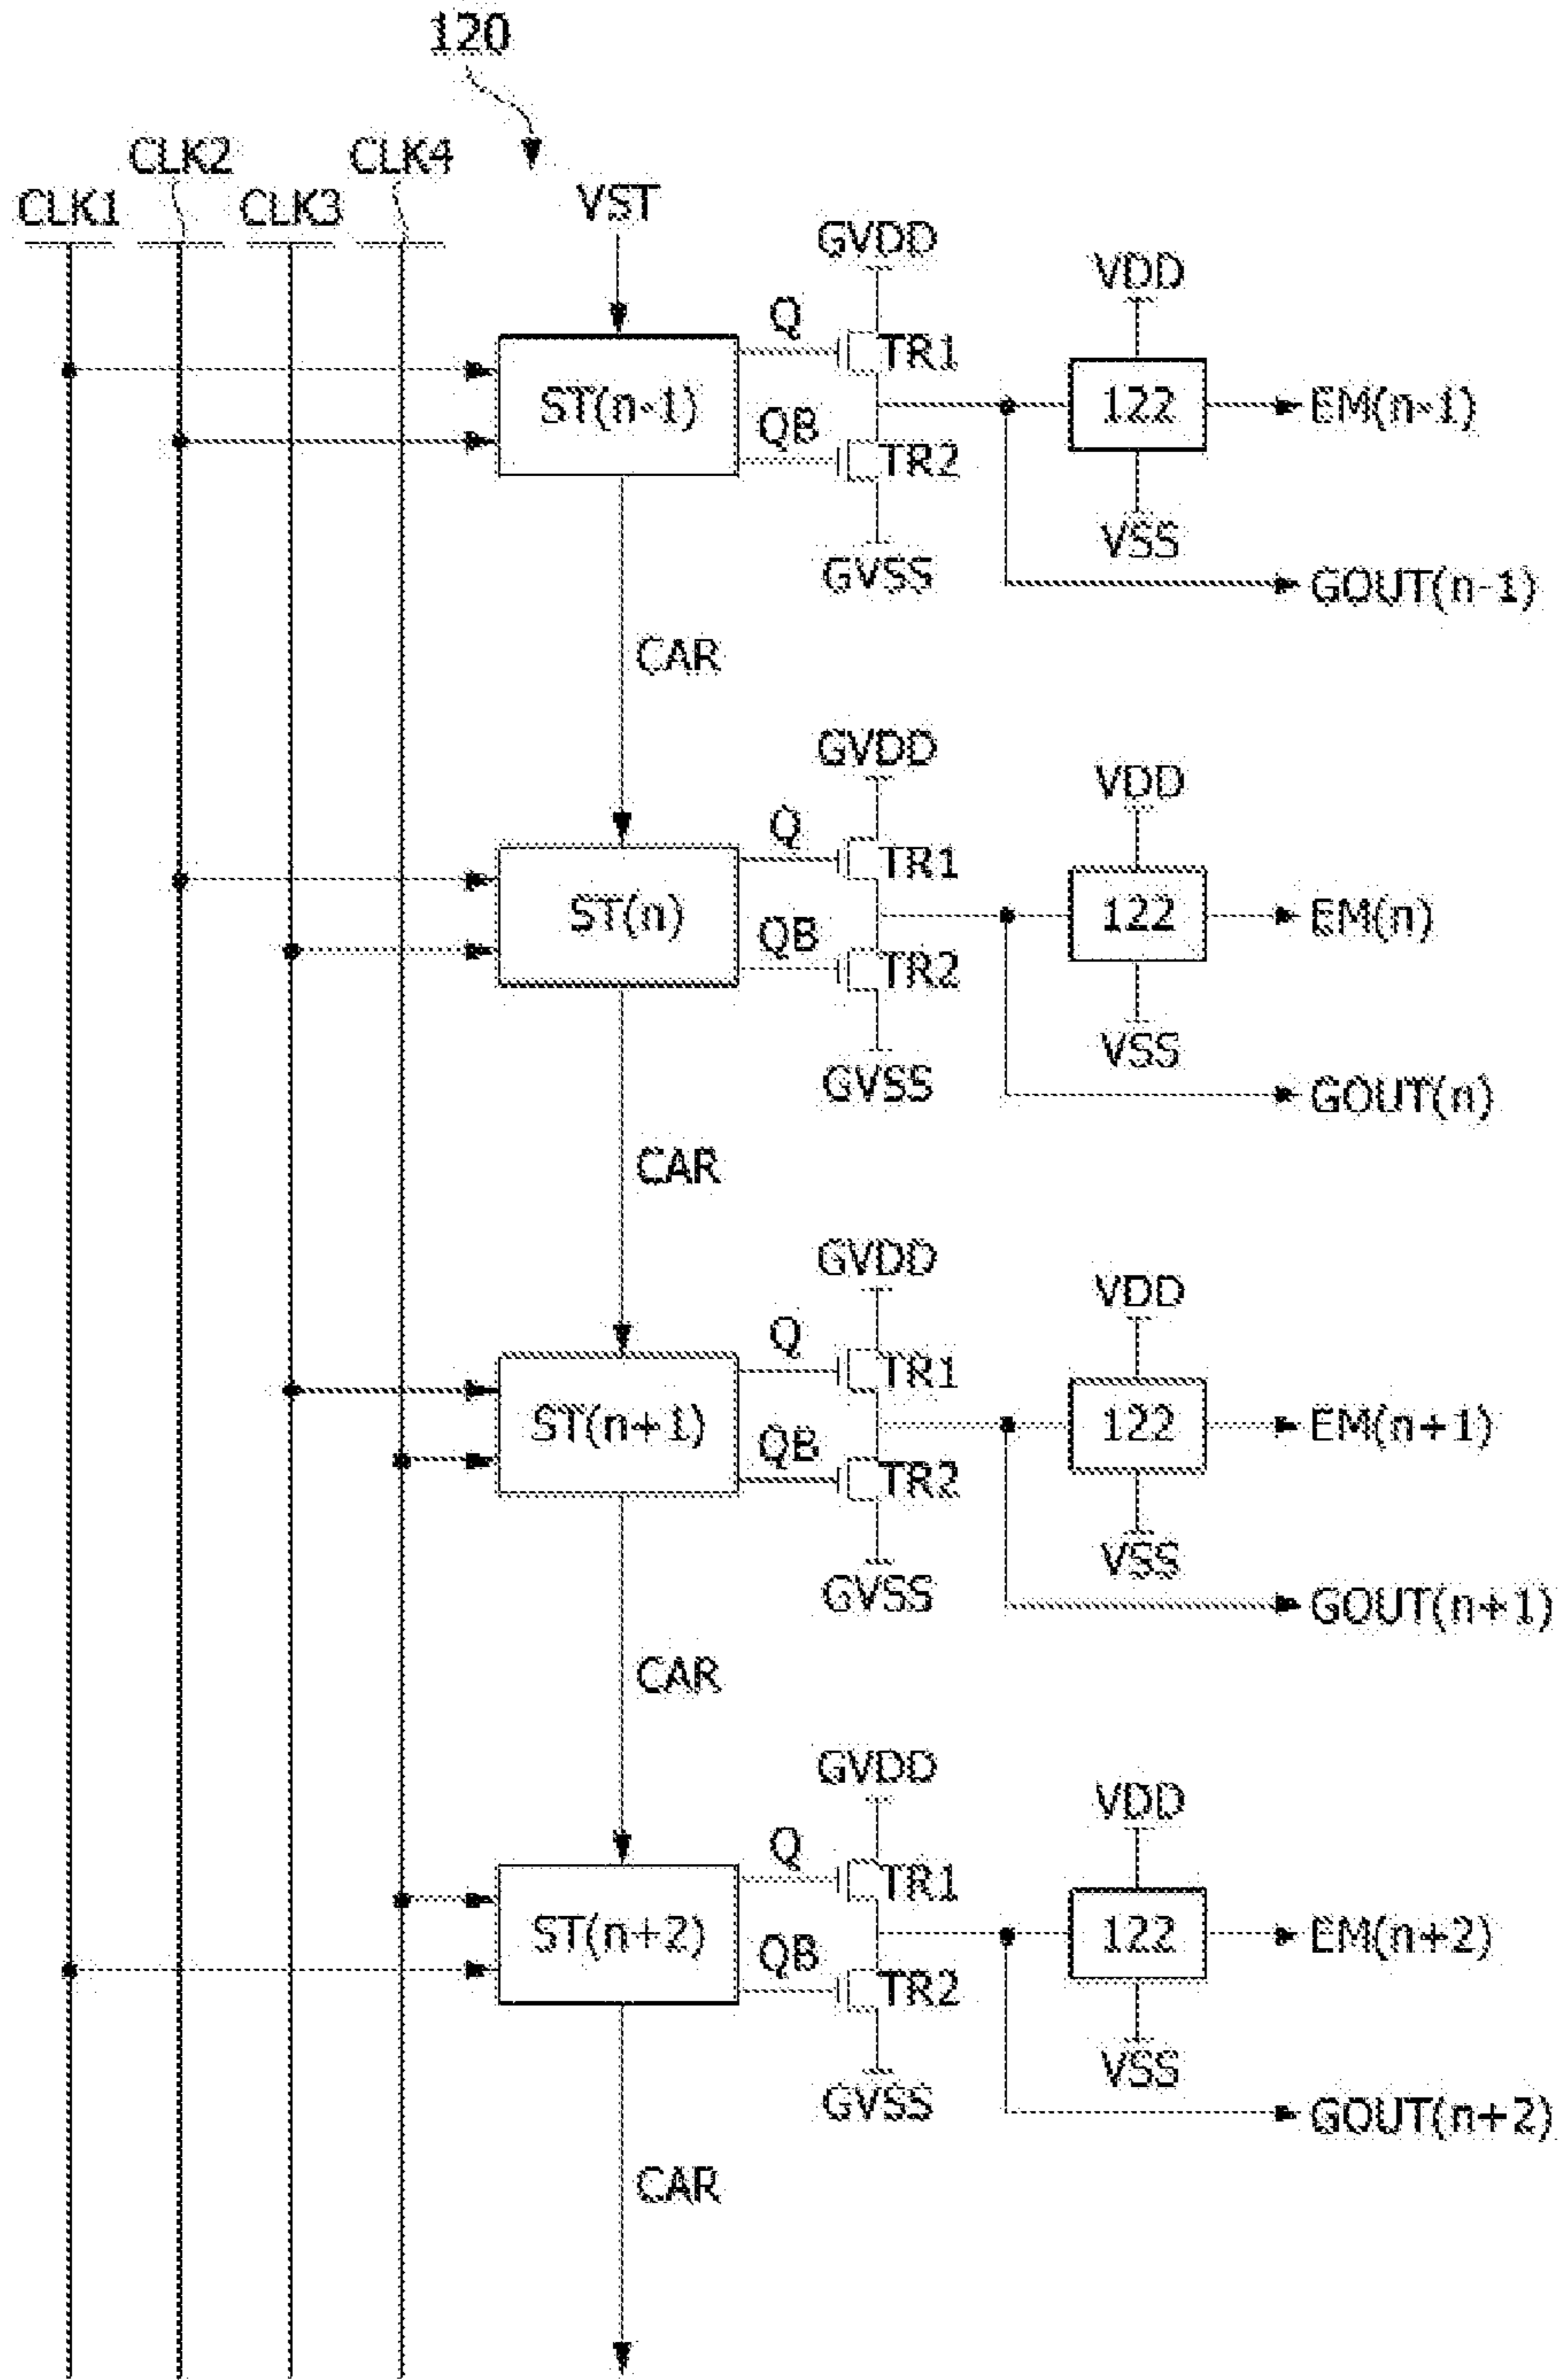 120
CLK1 CLK2 CLK3 CLK4
VST
GVDD
VDD
Q
TR1
ST(n-1)
122
EM(n-1)
QB
TR2
VSS
GVSS
GOUT(n-1)
CAR
GVDD
VDD
Q
TR1
ST(n)
122
EM(n)
QB
TR2
VSS
GVSS
GOUT(n)
CAR
GVDD
VDD
Q
TR1
ST(n+1)
122
EM(n+1)
QB
TR2
VSS
GVSS
GOUT(n+1)
CAR
GVDD
VDD
Q
TR1
ST(n+2)
122
EM(n+2)
QB
TR2
VSS
GVSS
GOUT(n+2)
CAR